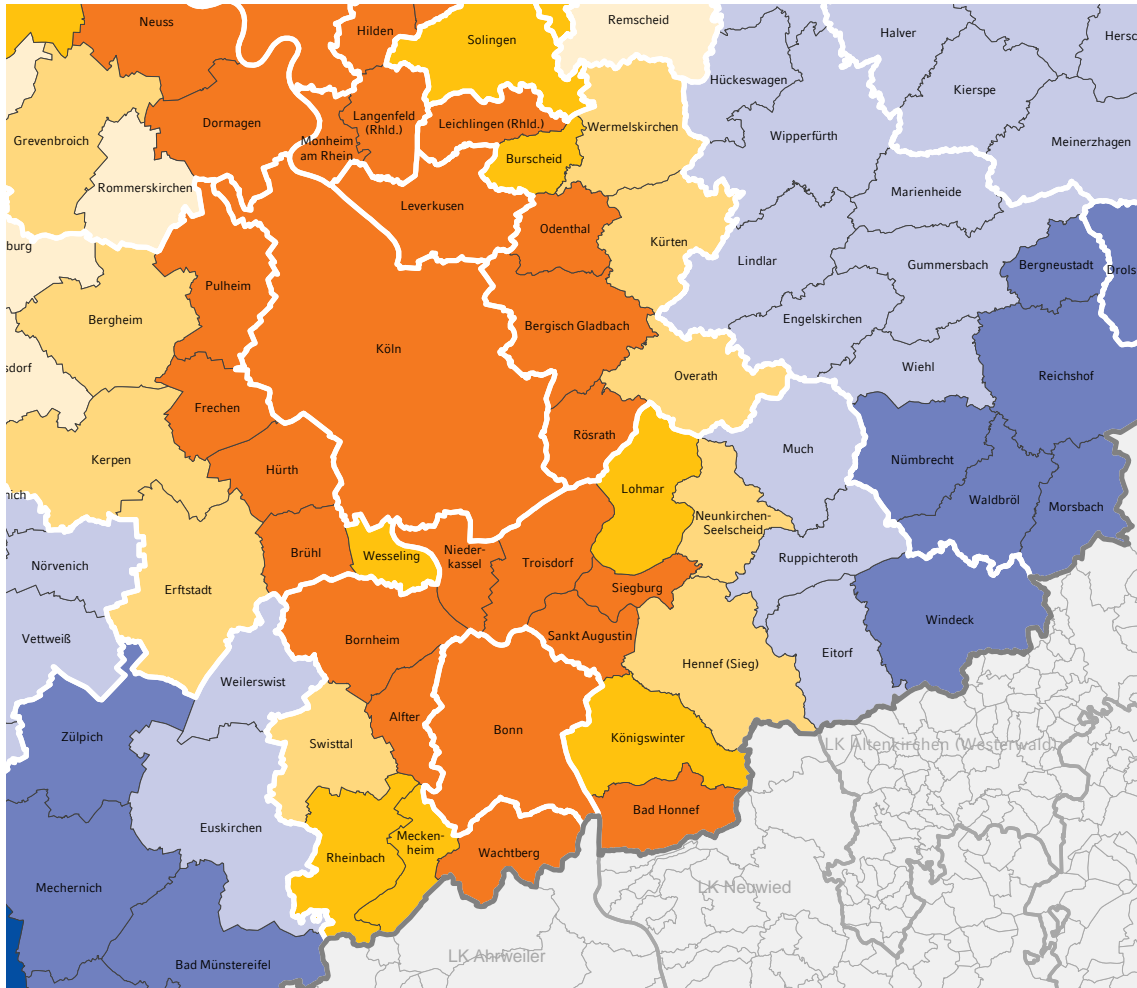 Neuss
Hilden
Solingen
Remscheid
Halver
Hersc
Hückeswagen
Kierspe
Grevenbroich
Dormagen
Langenfeld
(Rhld.)
Leichlingen (Rhld.)
Wermelskirchen
Wipperfürth
Meinerzhagen
Monheim
am Rhein
Burscheid
Rommerskirchen
Marienheide
Leverkusen
Odenthal
Kürten
burg
Lindlar
Gummersbach
Bergneustadt
Drols
Pulheim
Bergheim
Bergisch Gladbach
Engelskirchen
Köln
sdorf
Overath
Wiehl
Reichshof
Frechen
Rösrath
Kerpen
Hürth
Much
Nümbrecht
nich
Lohmar
Waldbröl
Morsbach
Neunkirchen-
Seelscheid
Brühl
Wesseling
Nieder-
kassel
Troisdorf
Ruppichteroth
Nörvenich
Erftstadt
Siegburg
Windeck
Vettweiß
Bornheim
Sankt Augustin
Hennef (Sieg)
Eitorf
Weilerswist
Alfter
Zülpich
Swisttal
Bonn
Königswinter
LK Altenkirchen (Westerwald)
Euskirchen
Mecken-
heim
Bad Honnef
Rheinbach
Wachtberg
Mechernich
LK Neuwied
Bad Münstereifel
LK Ahrweiler